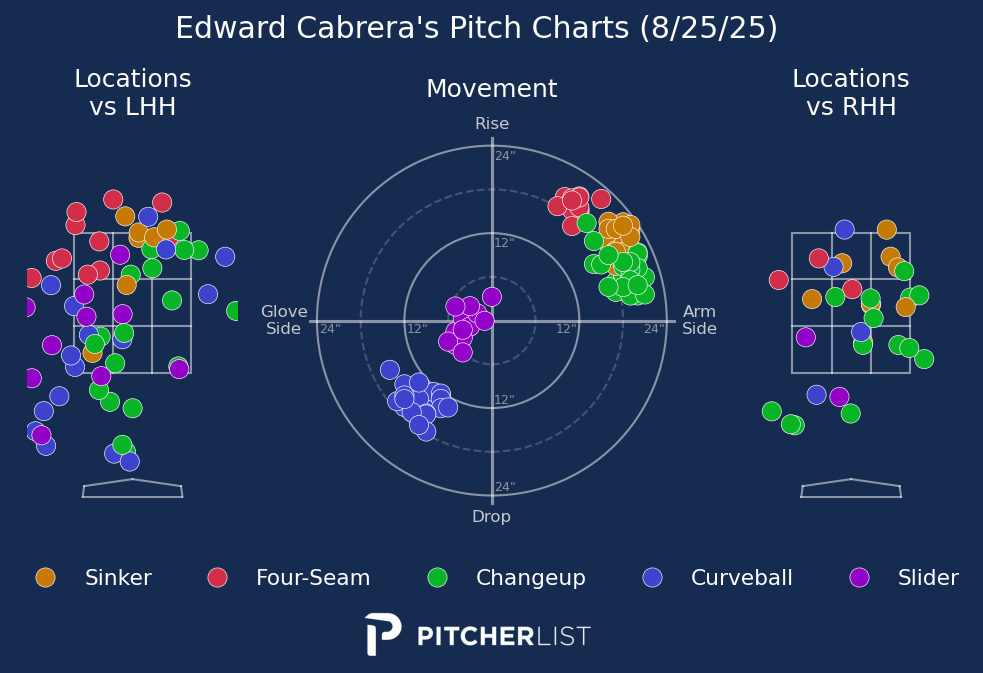 Edward Cabrera's Pitch Charts (8/25/25)
Locations
vs LHH
Movement
Locations
vs RHH
Rise
24"
12"
Glove
Side
24"
12"
12"
24"
Arm
Side
12"
24"
Drop
Sinker
Four-Seam
Changeup
Curveball
Slider
PITCHERLIST